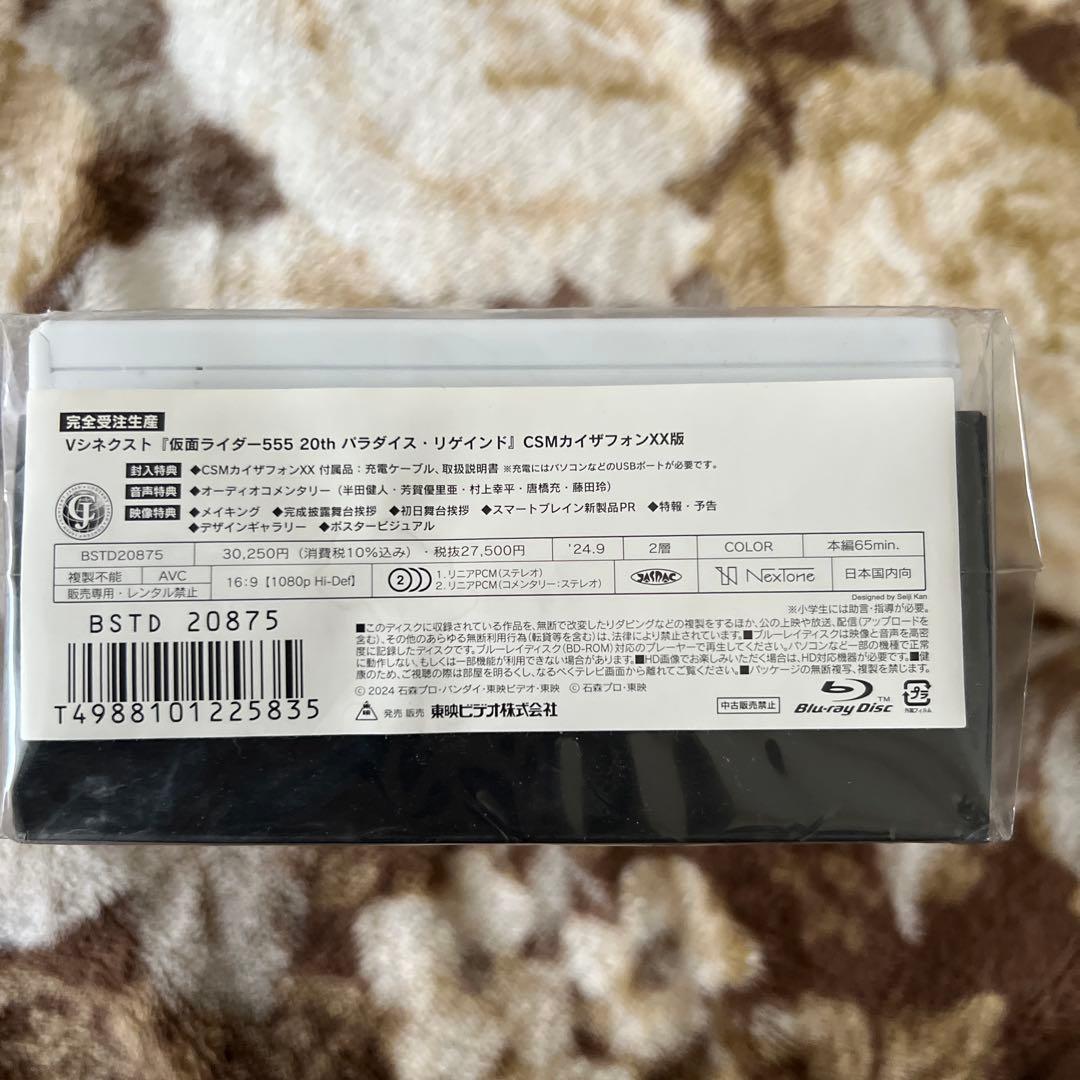 完全受注生産
Vシネクスト『仮面ライダー555 20th パラダイス・リゲインド』CSMカイザフォンXX版
封入特典 ◆CSMカイザフォンXX 付属品：充電ケーブル、取扱説明書 ※充電にはパソコンなどのUSBポートが必要です。
音声特典 ◆オーディオコメンタリー（半田健人・芳賀優里亜・村上幸平・唐橋充・藤田玲）
映像特典 ◆メイキング ◆完成披露舞台挨拶 ◆初日舞台挨拶 ◆スマートブレイン新製品PR ◆特報・予告
◆デザインギャラリー ◆ポスタービジュアル
BSTD20875 30,250円（消費税10%込み）・税抜27,500円 '24.9 2層 COLOR 本編65min.
複製不能 AVC 16:9【1080p Hi-Def】 2 1. リニアPCM(ステレオ) JASRAC NexTone 日本国内向
販売専用・レンタル禁止 2. リニアPCM(コメンタリー:ステレオ)
Designed by Seiji Kan
※小学生には助言・指導が必要。
BSTD 20875
■このディスクに収録されている作品を、無断で改変したりダビングなどの複製をするほか、公の上映や放送、配信(アップロードを
含む)、その他のあらゆる無断利用行為(転貸等を含む)は、法律により禁止されています。■ブルーレイディスクは映像と音声を高密
度に記録したディスクです。ブルーレイディスク(BD-ROM)対応のプレーヤーで再生してください。パソコンなど一部の機種で正常
に動作しない、もしくは一部機能が利用できない場合があります。■HD画像でお楽しみいただく場合は、HD対応機器が必要です。■健
康のため、ご視聴の際は部屋を明るくし、なるべくテレビ画面から離れてご覧ください。■パッケージの無断複写、複製を禁じます。
Ⓒ2024 石森プロ・バンダイ・東映ビデオ・東映 Ⓒ石森プロ・東映
T4988101225835
発売 販売 東映ビデオ株式会社 中古販売禁止 Blu-ray Disc TM プラ
外装フィルム